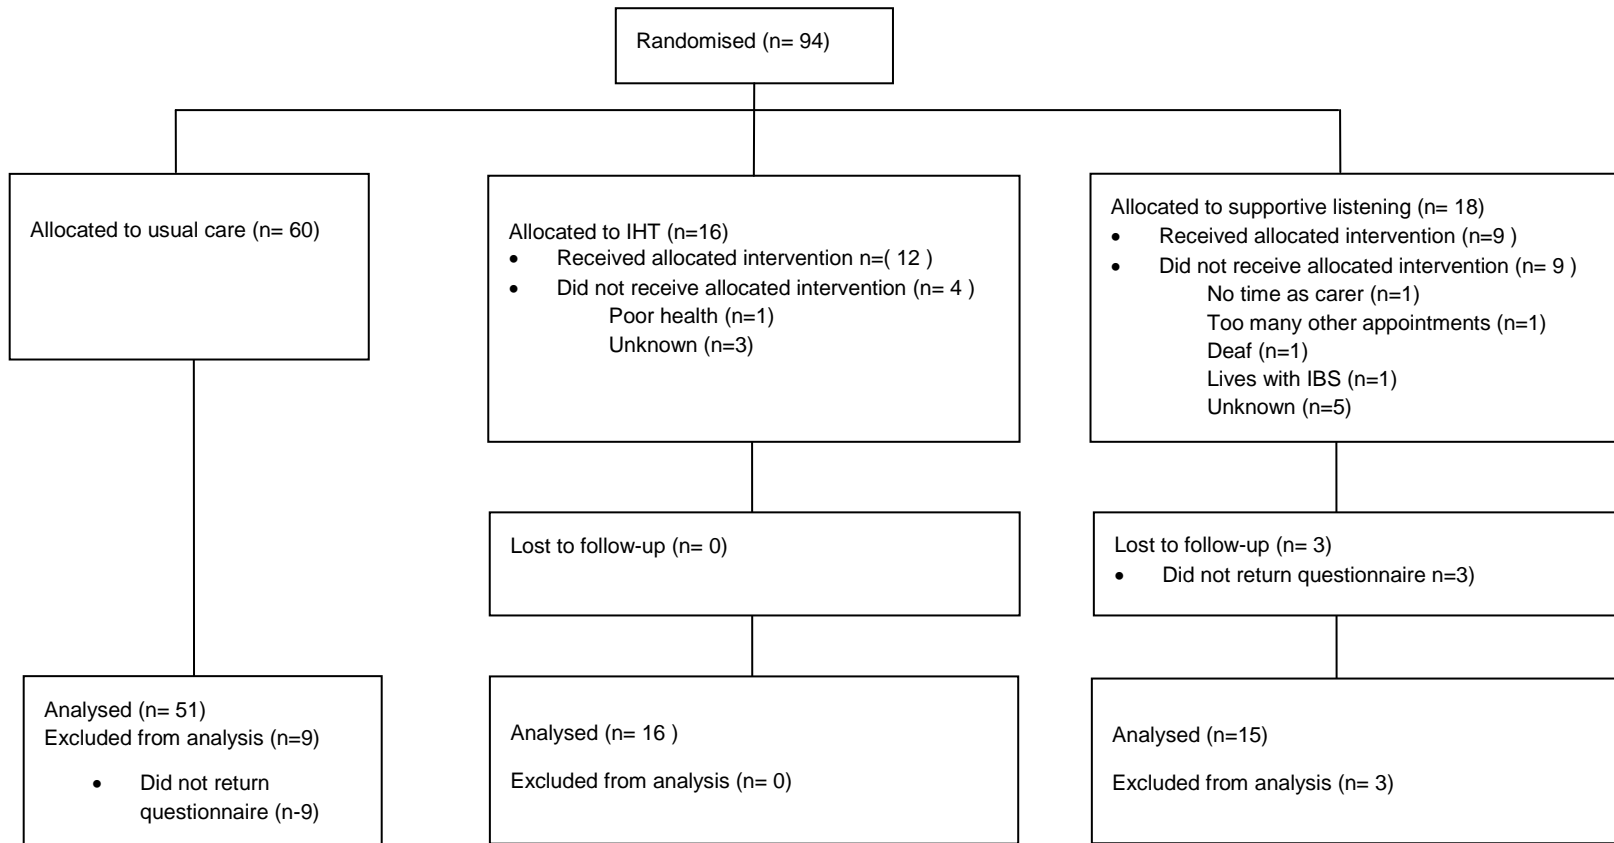 Randomised (n= 94)
Allocated to usual care (n= 60)
Allocated to IHT (n=16)
• Received allocated intervention n=( 12 )
• Did not receive allocated intervention (n= 4 )
Poor health (n=1)
Unknown (n=3)
Allocated to supportive listening (n= 18)
• Received allocated intervention (n=9 )
• Did not receive allocated intervention (n= 9 )
No time as carer (n=1)
Too many other appointments (n=1)
Deaf (n=1)
Lives with IBS (n=1)
Unknown (n=5)
Lost to follow-up (n= 0)
Lost to follow-up (n= 3)
• Did not return questionnaire n=3)
Analysed (n= 51)
Excluded from analysis (n=9)
• Did not return
questionnaire (n-9)
Analysed (n= 16 )
Excluded from analysis (n= 0)
Analysed (n=15)
Excluded from analysis (n= 3)